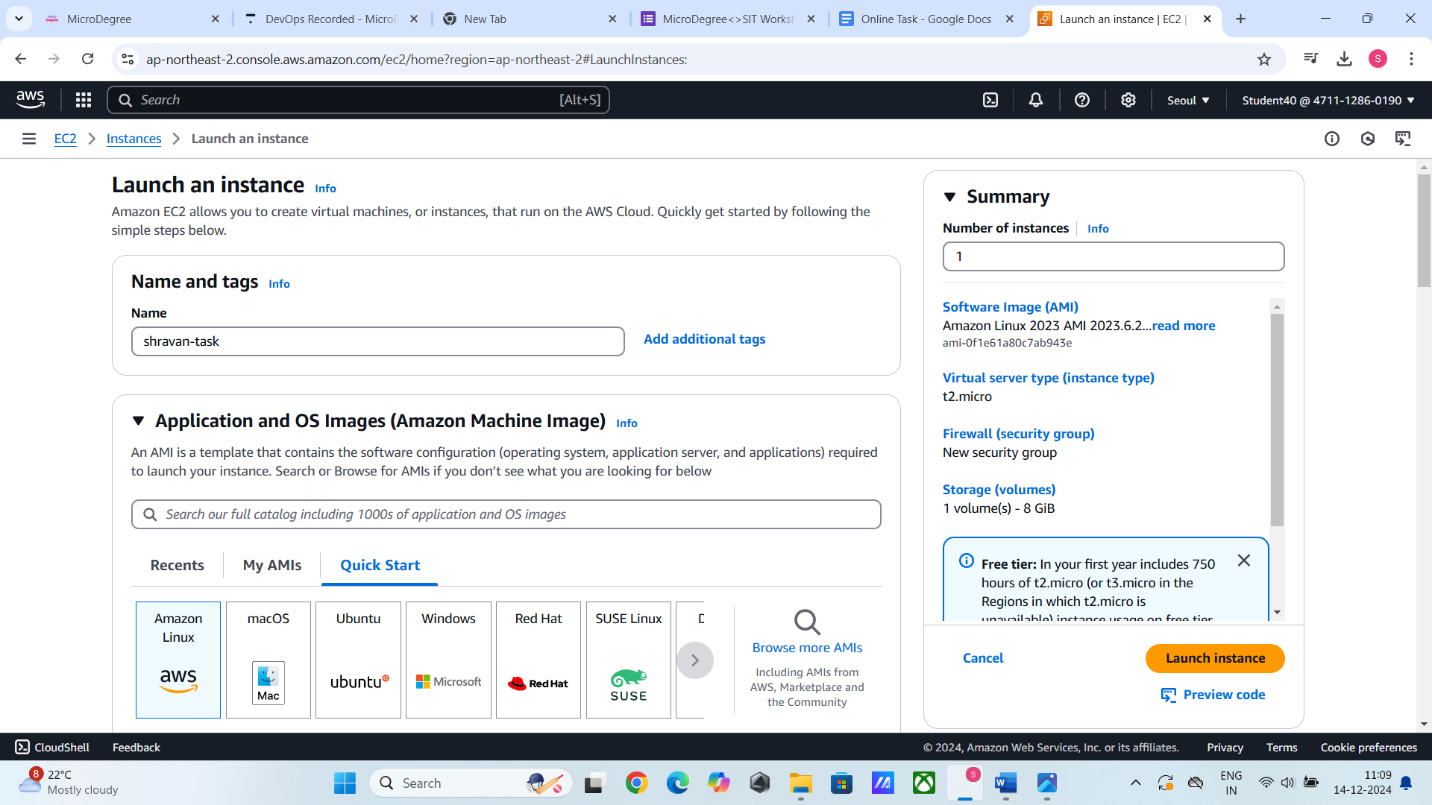 MicroDegree
DevOps Recorded - MicroD
New Tab
MicroDegree<>SIT Worksh
Online Task - Google Docs
Launch an instance | EC2 |
ap-northeast-2.console.aws.amazon.com/ec2/home?region=ap-northeast-2#LaunchInstances:
S
aws
Search
[Alt+S]
Seoul
Student40 @ 4711-1286-0190
EC2
Instances
Launch an instance
Launch an instance Info
Amazon EC2 allows you to create virtual machines, or instances, that run on the AWS Cloud. Quickly get started by following the
simple steps below.
Name and tags Info
Name
shravan-task
Add additional tags
Application and OS Images (Amazon Machine Image) Info
An AMI is a template that contains the software configuration (operating system, application server, and applications) required
to launch your instance. Search or Browse for AMIs if you don't see what you are looking for below
Search our full catalog including 1000s of application and OS images
Recents
My AMIs
Quick Start
Amazon
Linux
aws
macOS
Mac
Ubuntu
ubuntu
Windows
Microsoft
Red Hat
Red Hat
SUSE Linux
SUSE
D
Browse more AMIs
Including AMIs from
AWS, Marketplace and
the Community
Summary
Number of instances Info
1
Software Image (AMI)
Amazon Linux 2023 AMI 2023.6.2...read more
ami-0f1e61a80c7ab943e
Virtual server type (instance type)
t2.micro
Firewall (security group)
New security group
Storage (volumes)
1 volume(s) - 8 GiB
Free tier: In your first year includes 750
hours of t2.micro (or t3.micro in the
Regions in which t2.micro is
unavailable) instance usage on free tier
Cancel
Launch instance
Preview code
CloudShell
Feedback
© 2024, Amazon Web Services, Inc. or its affiliates.
Privacy
Terms
Cookie preferences
8
22°C
Mostly cloudy
Search
S
ENG
IN
11:09
14-12-2024